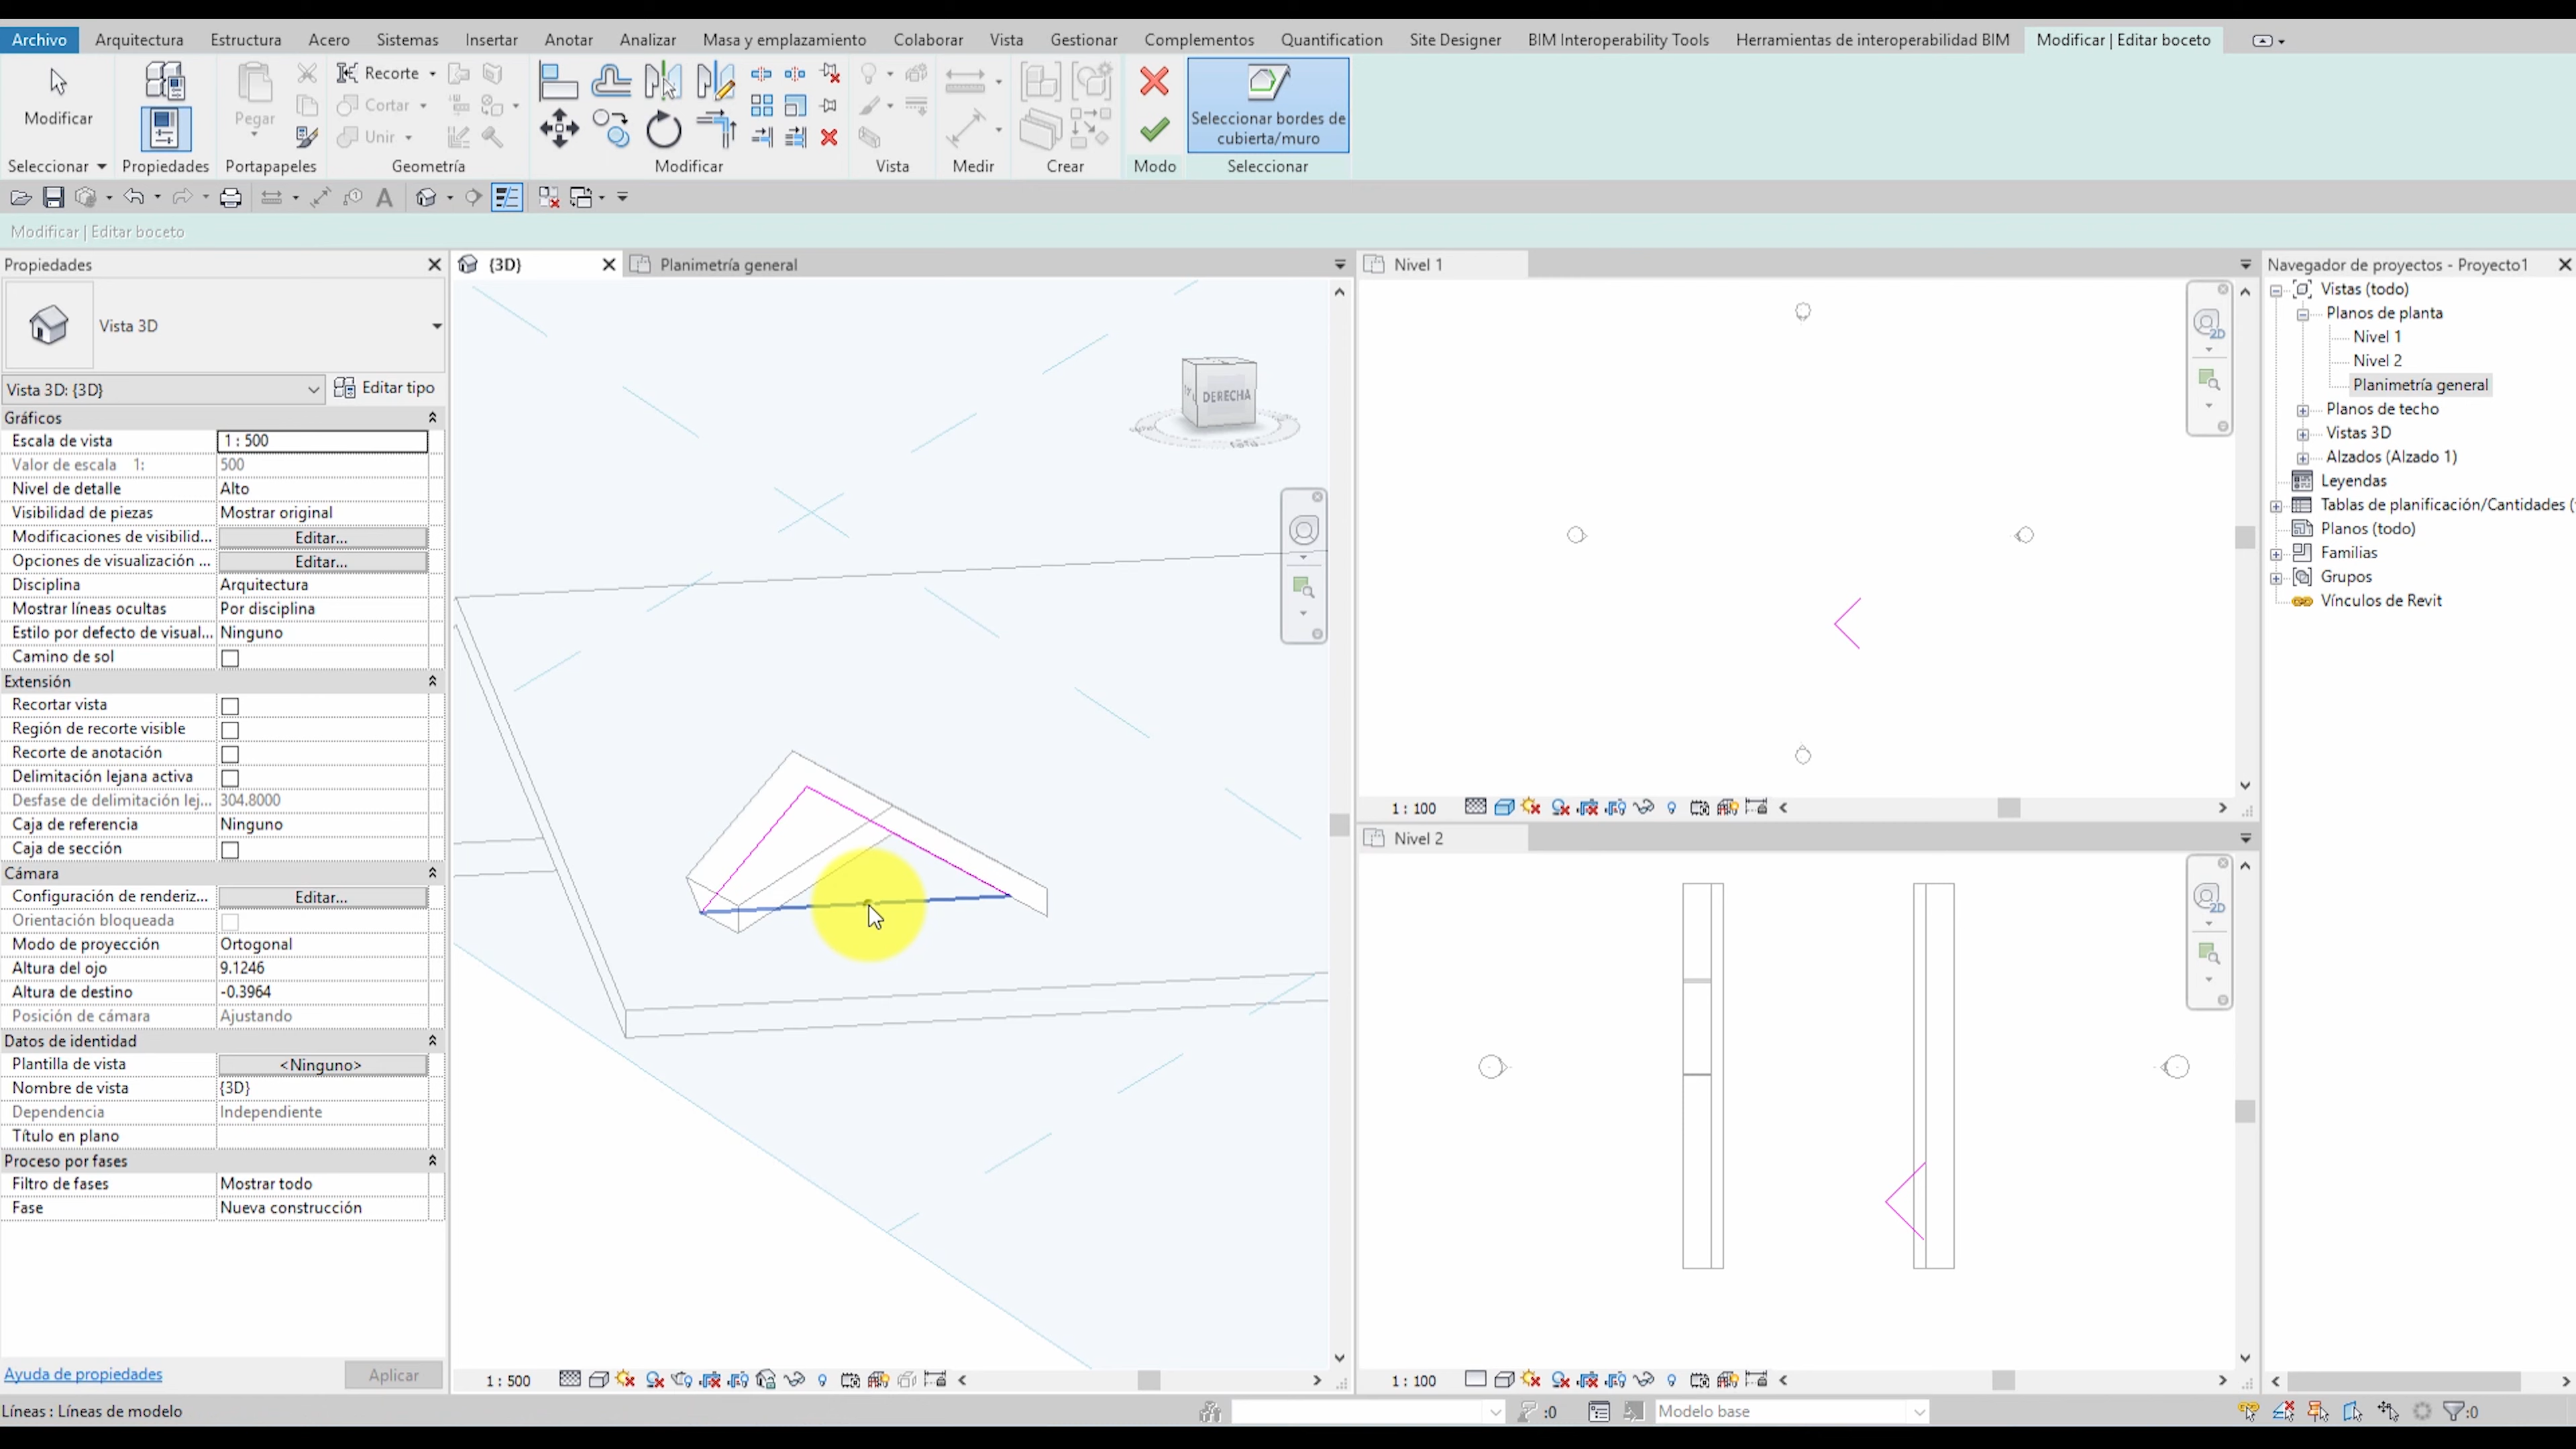 Archivo Arquitectura Estructura Acero Sistemas Insertar Anotar Analizar Masa y emplazamiento Colaborar Vista Gestionar Complementos Quantification Site Designer BIM Interoperability Tools Herramientas de interoperabilidad BIM Modificar | Editar boceto
Modificar Pegar Recorte Cortar Unir Seleccionar bordes de
cubierta/muro
Seleccionar Propiedades Portapapeles Geometría Modificar Vista Medir Crear Modo Seleccionar
Modificar | Editar boceto
Propiedades
Vista 3D
Vista 3D: {3D} Editar tipo
Gráficos
Escala de vista 1 : 500
Valor de escala 1: 500
Nivel de detalle Alto
Visibilidad de piezas Mostrar original
Modificaciones de visibilid... Editar...
Opciones de visualización ... Editar...
Disciplina Arquitectura
Mostrar líneas ocultas Por disciplina
Estilo por defecto de visual... Ninguno
Camino de sol
Extensión
Recortar vista
Región de recorte visible
Recorte de anotación
Delimitación lejana activa
Desfase de delimitación lej... 304.8000
Caja de referencia Ninguno
Caja de sección
Cámara
Configuración de renderiz... Editar...
Orientación bloqueada
Modo de proyección Ortogonal
Altura del ojo 9.1246
Altura de destino -0.3964
Posición de cámara Ajustando
Datos de identidad
Plantilla de vista <Ninguno>
Nombre de vista {3D}
Dependencia Independiente
Título en plano
Proceso por fases
Filtro de fases Mostrar todo
Fase Nueva construcción
Ayuda de propiedades Aplicar
{3D} Planimetría general
DERECHA
1 : 500
Nivel 1
2D
1 : 100
Nivel 2
2D
1 : 100
Navegador de proyectos - Proyecto1
Vistas (todo)
Planos de planta
Nivel 1
Nivel 2
Planimetría general
Planos de techo
Vistas 3D
Alzados (Alzado 1)
Leyendas
Tablas de planificación/Cantidades (
Planos (todo)
Familias
Grupos
Vínculos de Revit
Líneas : Líneas de modelo :0 Modelo base :0